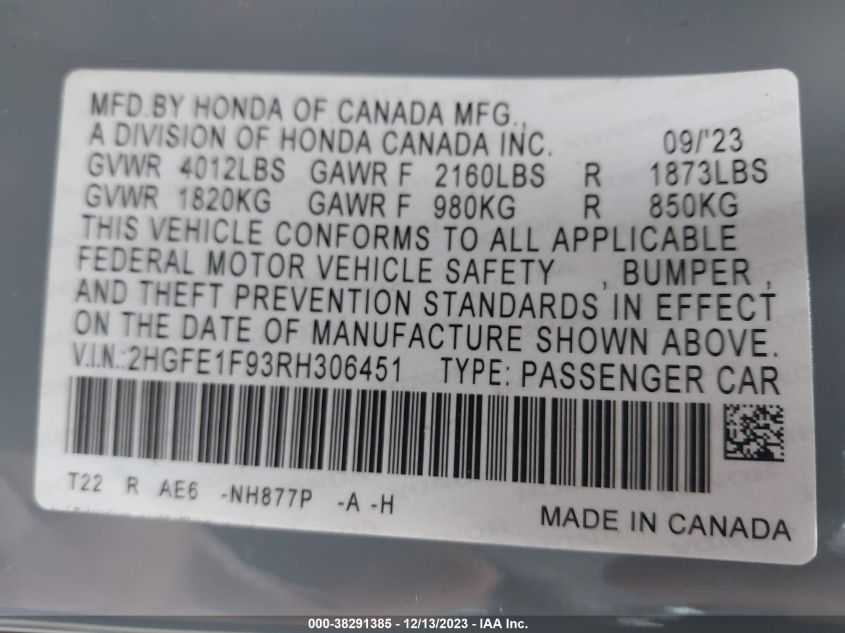 MFD.BY HONDA OF CANADA MFG.,
A DIVISION OF HONDA CANADA INC. 09/'23
GVWR 4012LBS GAWR F 2160LBS R 1873LBS
GVWR 1820KG GAWR F 980KG R 850KG
THIS VEHICLE CONFORMS TO ALL APPLICABLE
FEDERAL MOTOR VEHICLE SAFETY , BUMPER ,
AND THEFT PREVENTION STANDARDS IN EFFECT
ON THE DATE OF MANUFACTURE SHOWN ABOVE.
V.I.N.:2HGFE1F93RH306451 TYPE: PASSENGER CAR
T22 R AE6 -NH877P -A -H
MADE IN CANADA
000-38291385 - 12/13/2023 - IAA Inc.